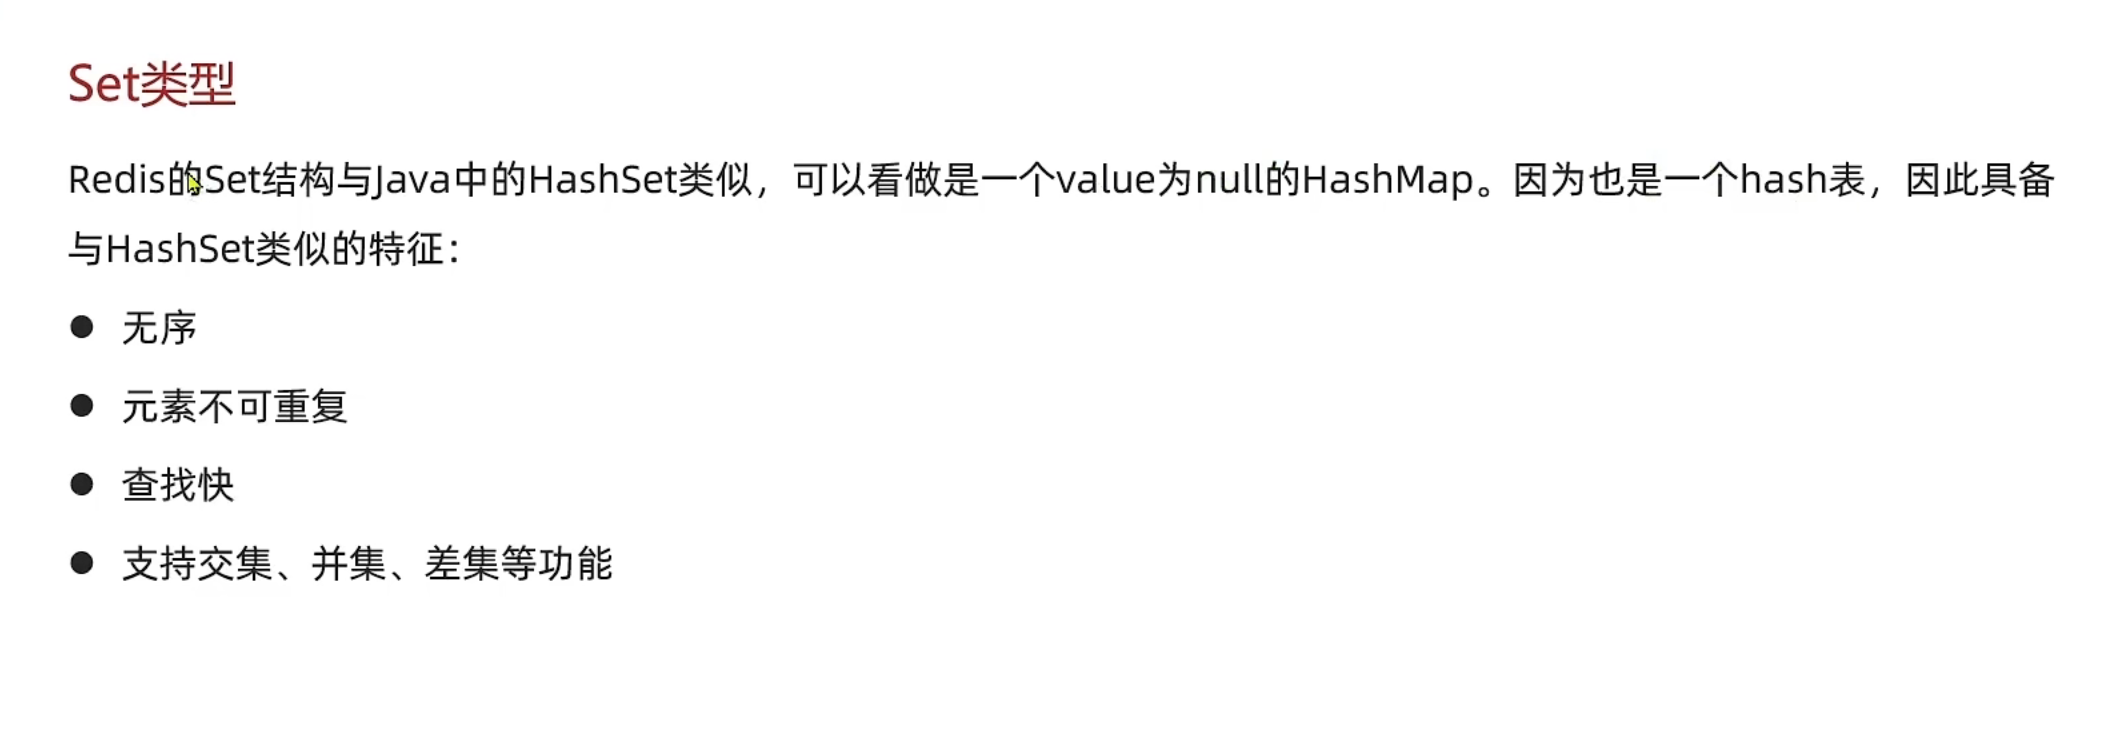 Set类型
Redis的Set结构与Java中的HashSet类似，可以看做是一个value为null的HashMap。因为也是一个hash表，因此具备
与HashSet类似的特征：
● 无序
● 元素不可重复
● 查找快
● 支持交集、并集、差集等功能